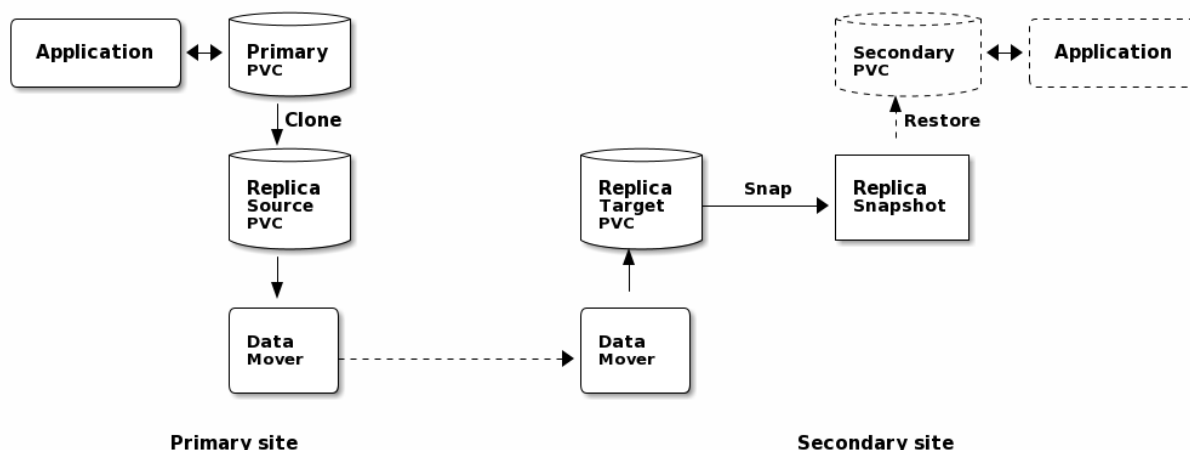 Application
Primary
PVC
Secondary
PVC
Application
Clone
Restore
Replica
Source
PVC
Replica
Target
PVC
Snap
Replica
Snapshot
Data
Mover
Data
Mover
Primary site
Secondary site